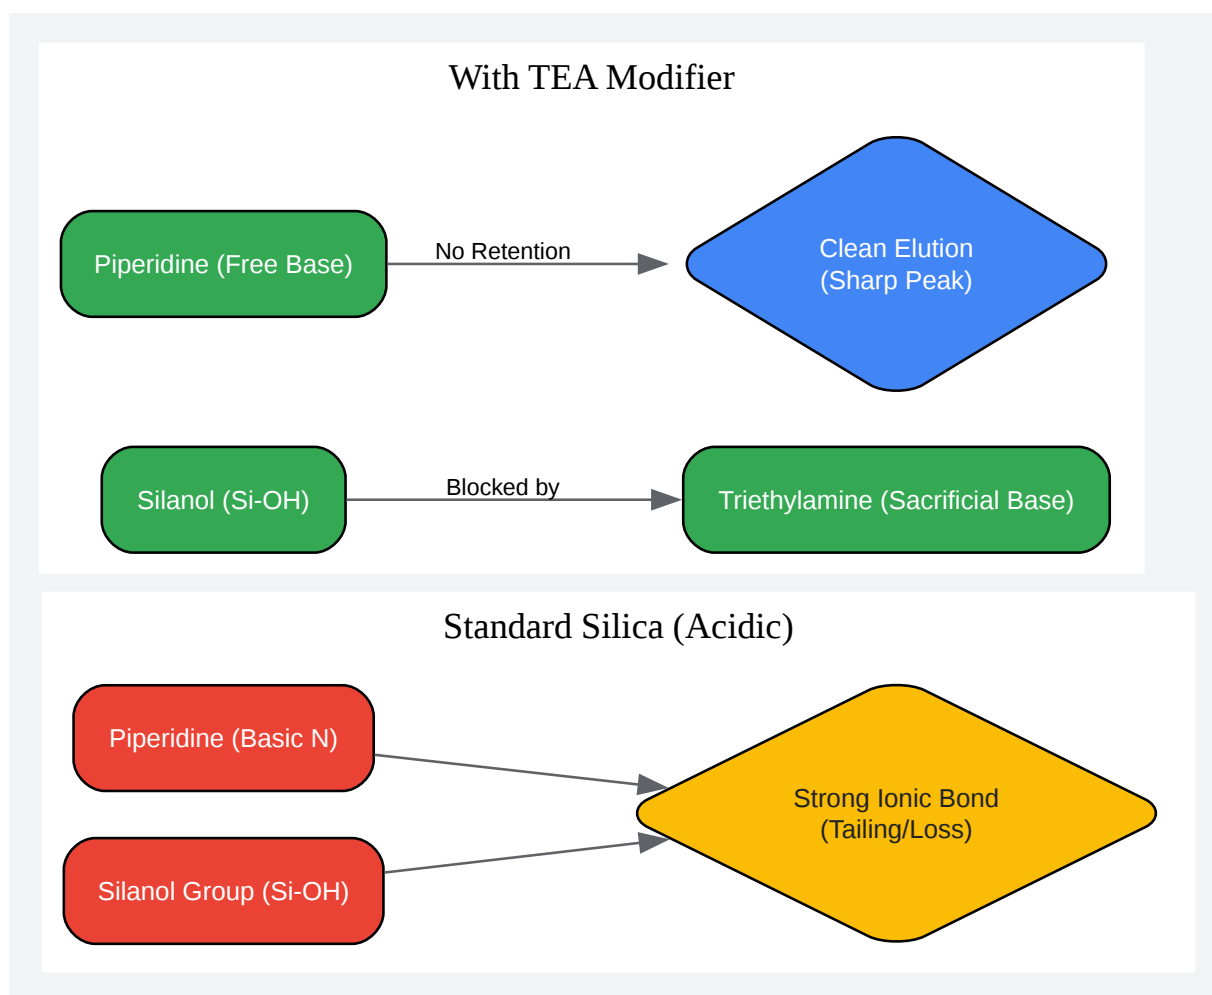 With TEA Modifier
Piperidine (Free Base)
No Retention
Clean Elution
(Sharp Peak)
Silanol (Si-OH)
Blocked by
Triethylamine (Sacrificial Base)
Standard Silica (Acidic)
Piperidine (Basic N)
Silanol Group (Si-OH)
Strong Ionic Bond
(Tailing/Loss)